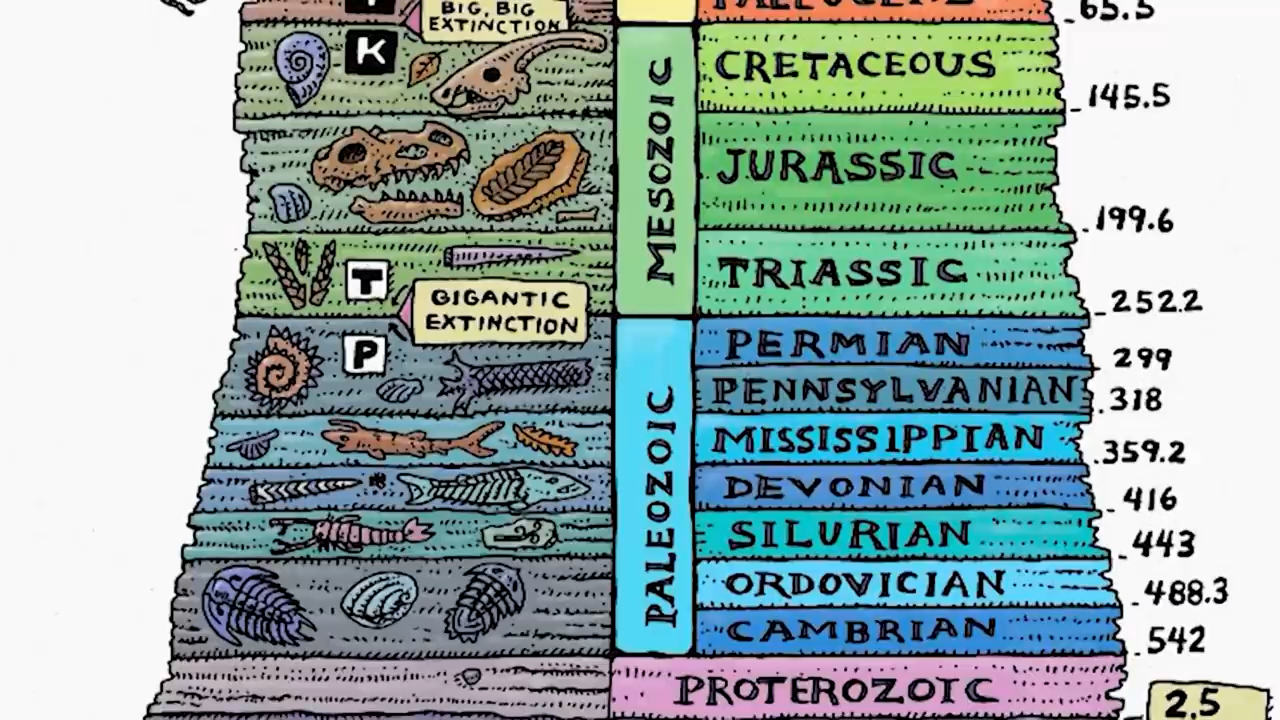 PALEOCENE
65.5
BIG, BIG
EXTINCTION
K
CRETACEOUS
145.5
MESOZOIC
JURASSIC
199.6
T
TRIASSIC
252.2
GIGANTIC
EXTINCTION
P
PERMIAN
299
PENNSYLVANIAN
318
PALEOZOIC
MISSISSIPPIAN
359.2
DEVONIAN
416
SILURIAN
443
ORDOVICIAN
488.3
CAMBRIAN
542
PROTEROZOIC
2.5